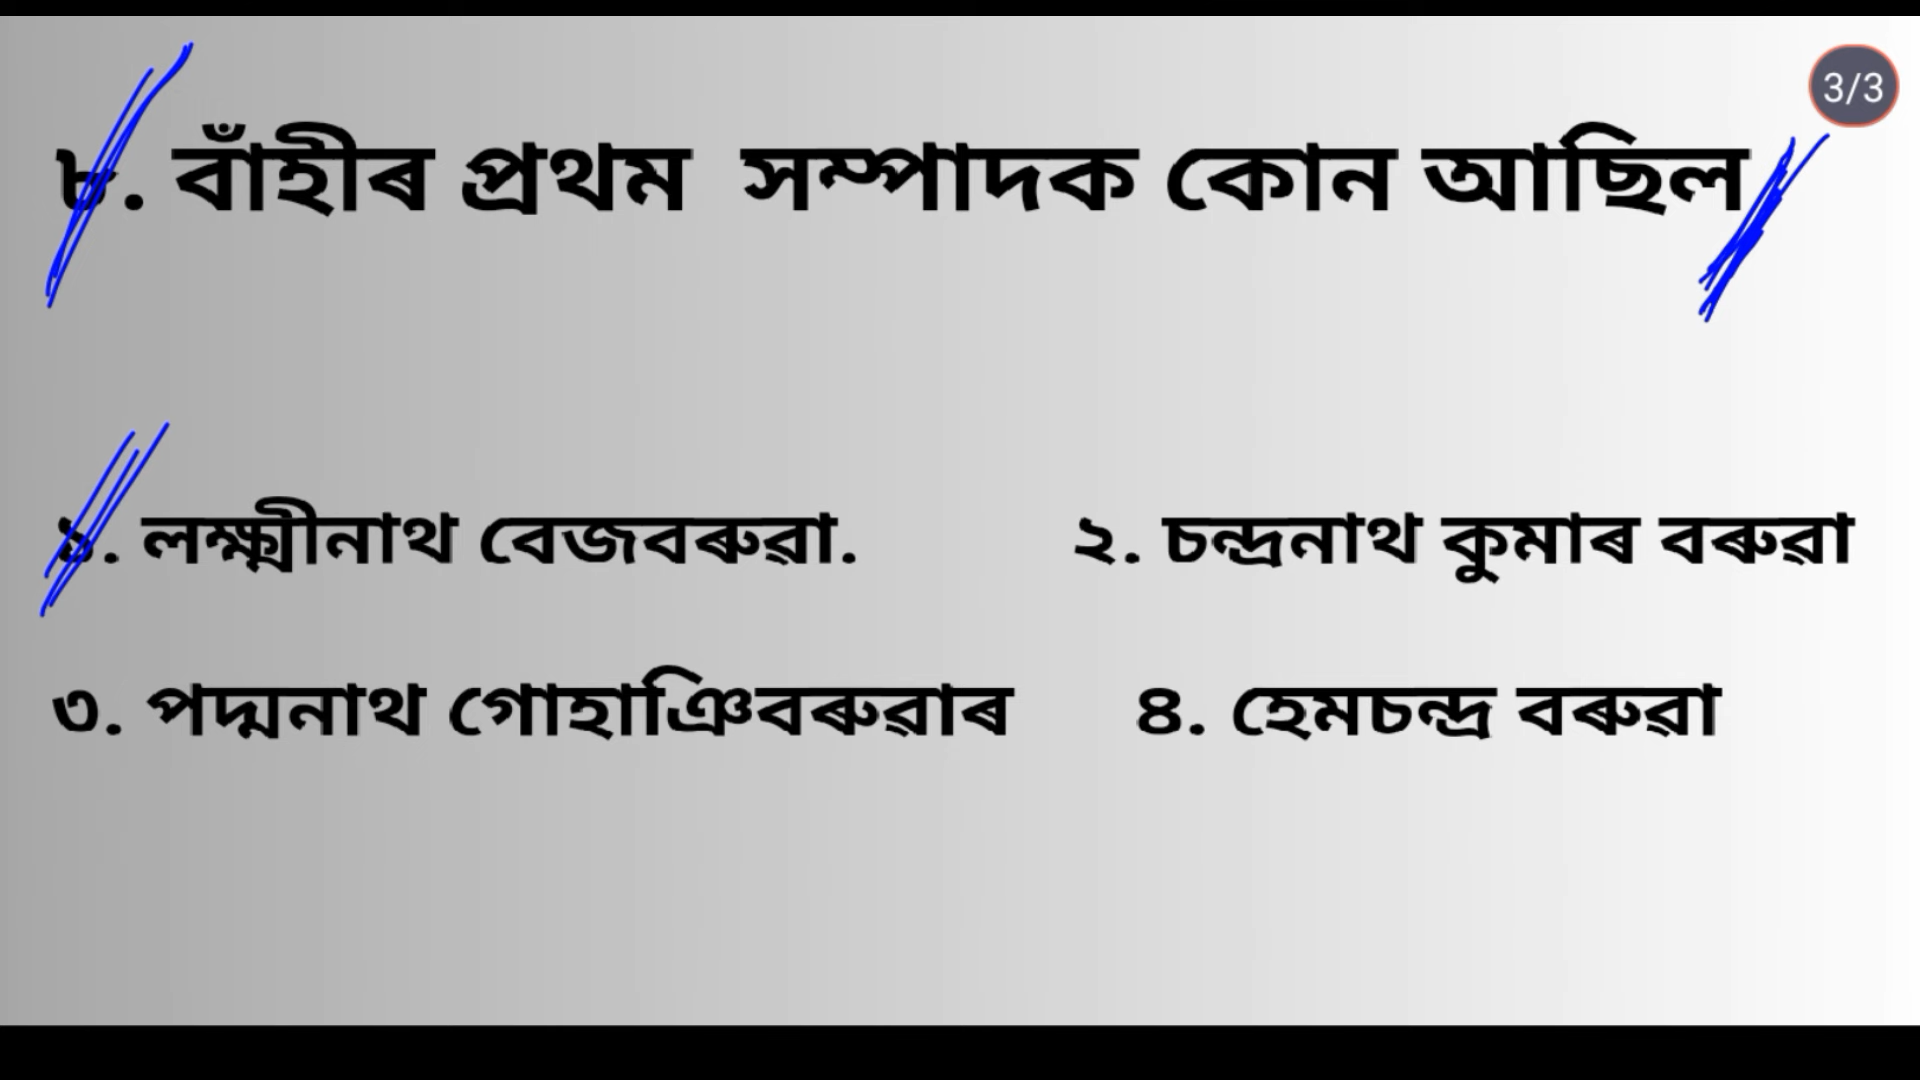 3/3
৮. বাঁহীৰ প্ৰথম সম্পাদক কোন আছিল
১. লক্ষ্মীনাথ বেজবৰুৱা. ২. চন্দ্ৰনাথ কুমাৰ বৰুৱা
৩. পদ্মনাথ গোহাঞিবৰুৱাৰ ৪. হেমচন্দ্ৰ বৰুৱা